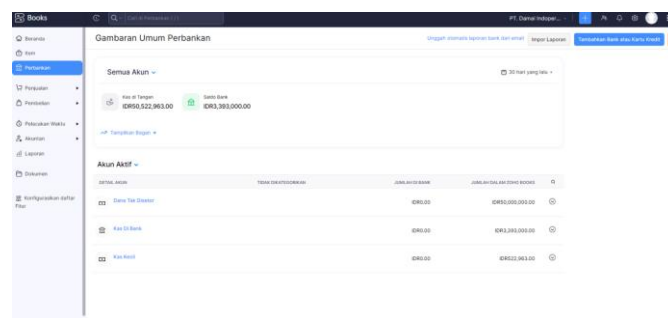 Books
Cari di Perbankan ( / )
PT. Damai Indoper...
Beranda
Item
Perbankan
Penjualan
Pembelian
Pelacakan Waktu
Akuntan
Laporan
Dokumen
Konfigurasikan daftar
Fitur
Gambaran Umum Perbankan
Unggah otomatis laporan bank dari email
Impor Laporan
Tambahkan Bank atau Kartu Kredit
Semua Akun
30 hari yang lalu
Kas di Tangan
IDR50,522,963.00
Saldo Bank
IDR3,393,000.00
Tampilkan Bagan
Akun Aktif
DETAIL AKUN
TIDAK DIKATEGORIKAN
JUMLAH DI BANK
JUMLAH DALAM ZOHO BOOKS
Dana Tak Disetor
IDR0.00
IDR50,000,000.00
Kas Di Bank
IDR0.00
IDR3,393,000.00
Kas Kecil
IDR0.00
IDR522,963.00